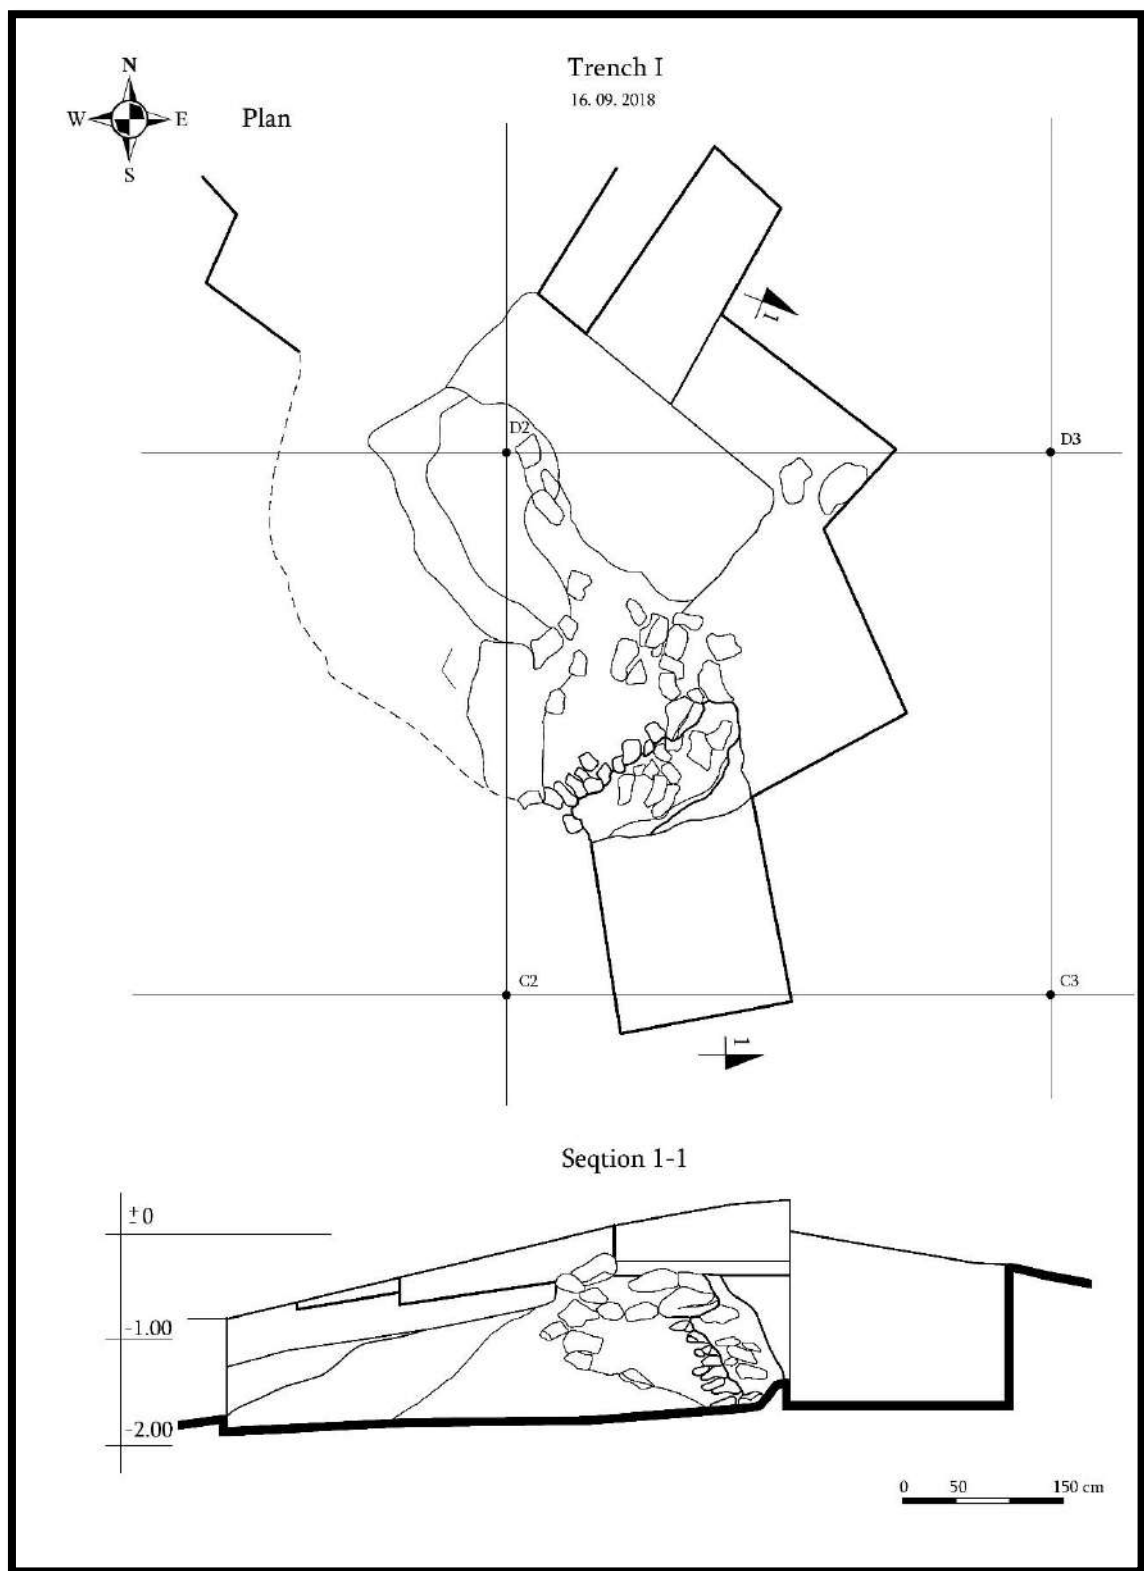 Trench I
16. 09. 2018
N
W E
S
Plan
1
D2
D3
C2
C3
1
Seqtion 1-1
± 0
-1.00
-2.00
0 50 150 cm